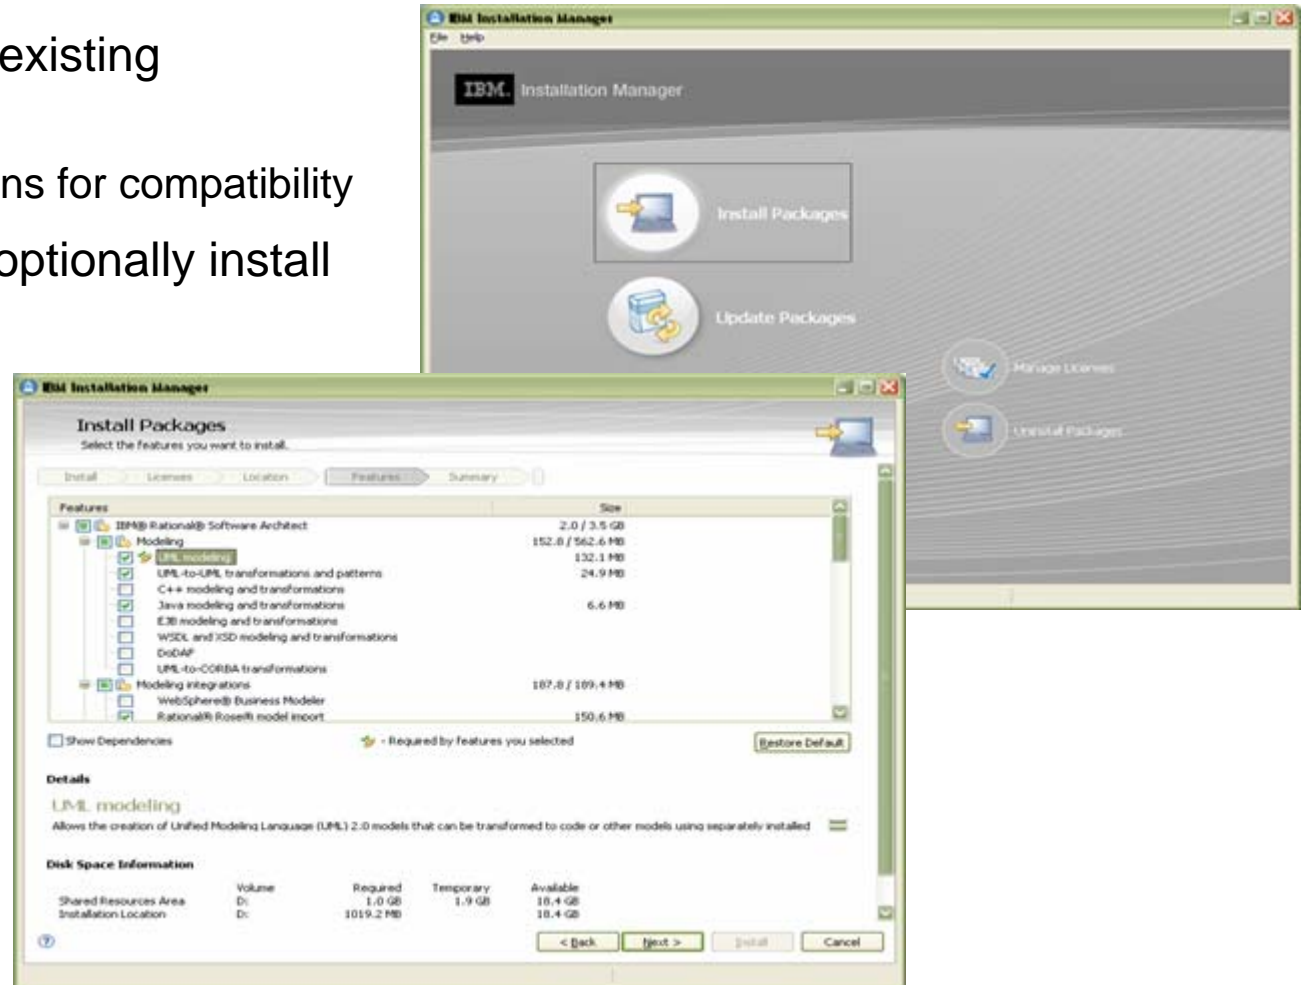 existing
ns for compatibility
optionally install
IBM Installation Manager
File Help
IBM. Installation Manager
Install Packages
Update Packages
Manage Licenses
Uninstall Packages
IBM Installation Manager
Install Packages
Select the features you want to install.
Install Licenses Location Features Summary
Features Size
IBM® Rational® Software Architect 2.0 / 3.5 GB
Modeling 152.8 / 562.6 MB
UML modeling 132.1 MB
UML-to-UML transformations and patterns 24.9 MB
C++ modeling and transformations
Java modeling and transformations 6.6 MB
EJB modeling and transformations
WSDL and XSD modeling and transformations
DoDAF
UML-to-CORBA transformations
Modeling integrations 187.8 / 189.4 MB
WebSphere® Business Modeler
Rational® Rose® model import 150.6 MB
Show Dependencies - Required by features you selected Restore Default
Details
UML modeling
Allows the creation of Unified Modeling Language (UML) 2.0 models that can be transformed to code or other models using separately installed
Disk Space Information
Volume Required Temporary Available
Shared Resources Area D: 1.0 GB 1.9 GB 18.4 GB
Installation Location D: 1019.2 MB 18.4 GB
? < Back Next > Install Cancel